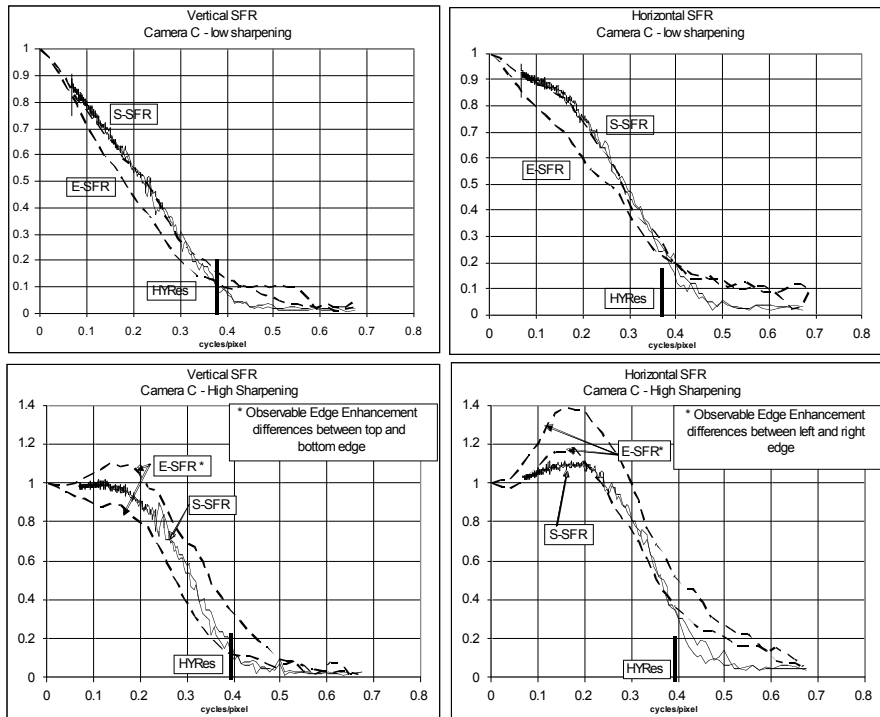 Vertical SFR
Camera C - low sharpening
1
0.9
0.8
0.7
0.6
0.5
0.4
0.3
0.2
0.1
0
S-SFR
E-SFR
HYRes
0 0.1 0.2 0.3 0.4 0.5 0.6 0.7 0.8
cycles/pixel
Horizontal SFR
Camera C - low sharpening
1
0.9
0.8
0.7
0.6
0.5
0.4
0.3
0.2
0.1
0
S-SFR
E-SFR
HYRes
0 0.1 0.2 0.3 0.4 0.5 0.6 0.7 0.8
cycles/pixel
Vertical SFR
Camera C - High Sharpening
* Observable Edge Enhancement
differences between top and
bottom edge
1.4
1.2
1
0.8
0.6
0.4
0.2
0
E-SFR *
S-SFR
HYRes
0 0.1 0.2 0.3 0.4 0.5 0.6 0.7 0.8
cycles/pixel
Horizontal SFR
Camera C - High Sharpening
* Observable Edge Enhancement
differences between left and right
edge
1.4
1.2
1
0.8
0.6
0.4
0.2
0
E-SFR*
S-SFR
HYRes
0 0.1 0.2 0.3 0.4 0.5 0.6 0.7 0.8
cycles/pixel